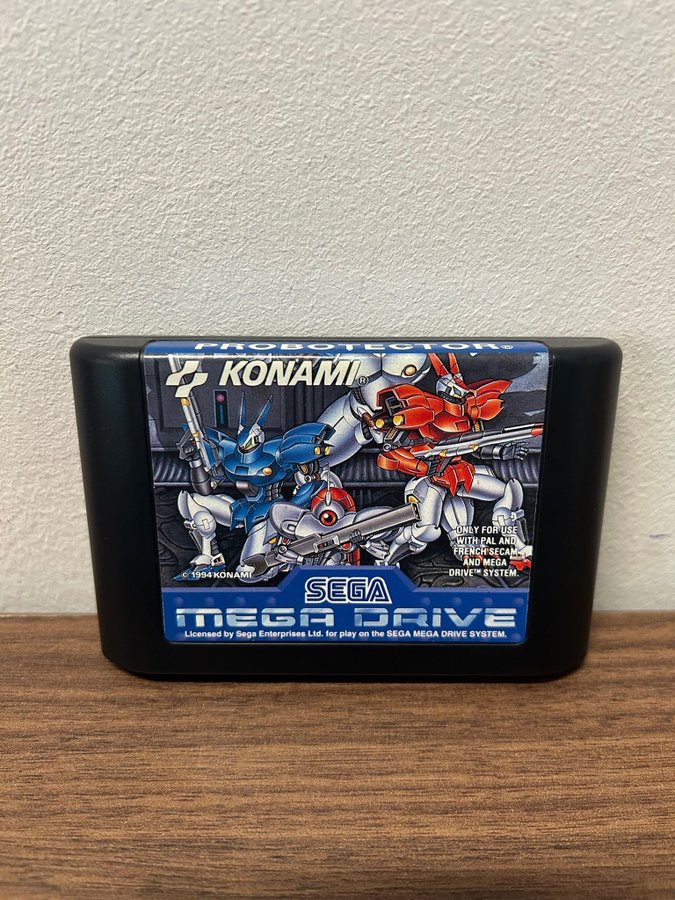 PROBOTECTOR®
KONAMI®
ONLY FOR USE
WITH PAL AND
FRENCH SECAM
AND MEGA
DRIVE™ SYSTEM.
© 1994 KONAMI
SEGA
MEGA DRIVE
Licensed by Sega Enterprises Ltd. for play on the SEGA MEGA DRIVE SYSTEM.